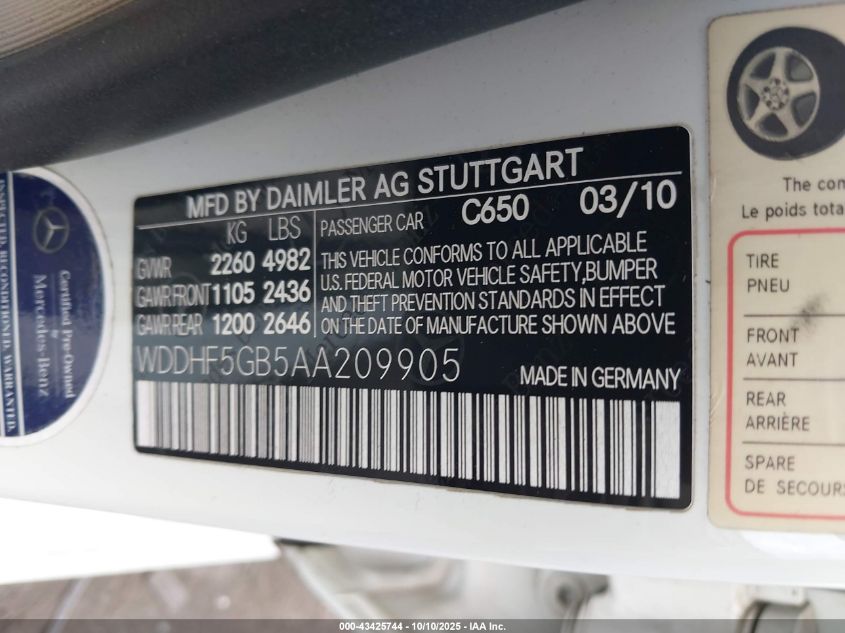 MFD BY DAIMLER AG STUTTGART
KG LBS
PASSENGER CAR C650 03/10
GVWR 2260 4982
GAWR FRONT 1105 2436
GAWR REAR 1200 2646
THIS VEHICLE CONFORMS TO ALL APPLICABLE
U.S. FEDERAL MOTOR VEHICLE SAFETY,BUMPER
AND THEFT PREVENTION STANDARDS IN EFFECT
ON THE DATE OF MANUFACTURE SHOWN ABOVE
WDDHF5GB5AA209905
MADE IN GERMANY
INSPECTED. RECONDITIONED. WARRANTED.
Certified Pre-Owned
Mercedes-Benz
The com
Le poids tota
TIRE
PNEU
FRONT
AVANT
REAR
ARRIÈRE
SPARE
DE SECOURS
000-43425744 | 10/10/2025 - IAA Inc.